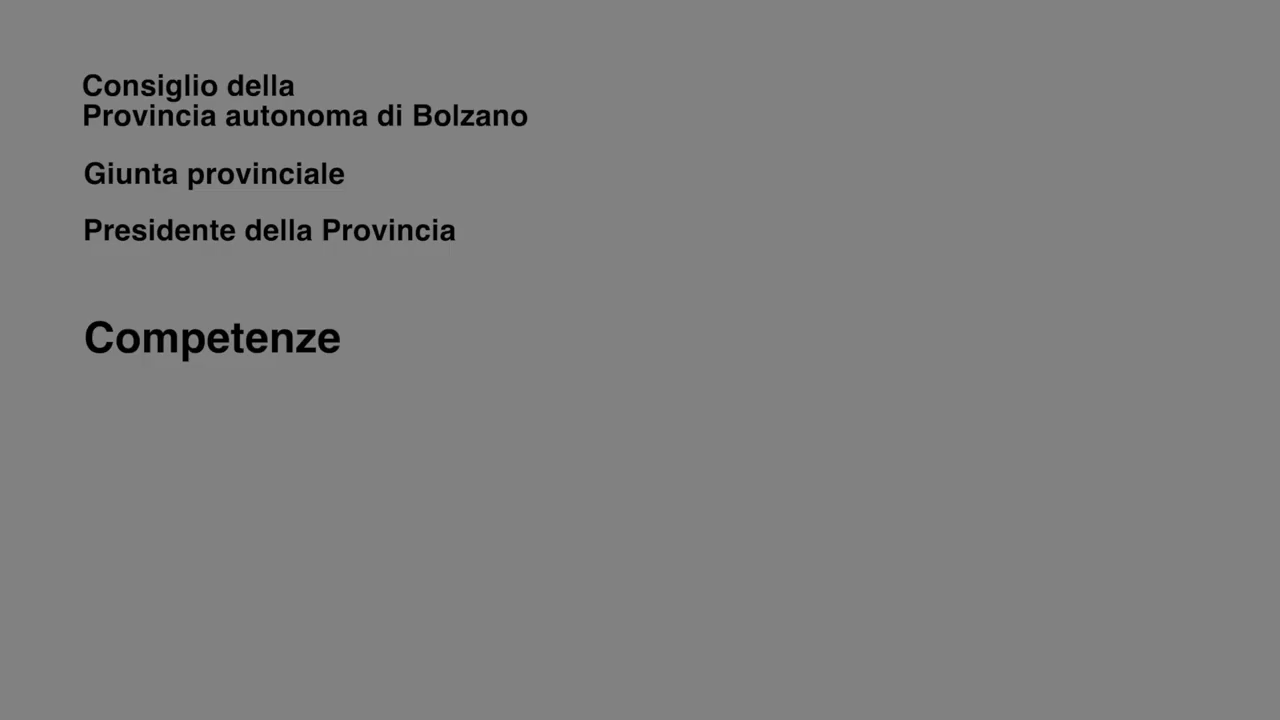 Consiglio della
Provincia autonoma di Bolzano
Giunta provinciale
Presidente della Provincia
Competenze